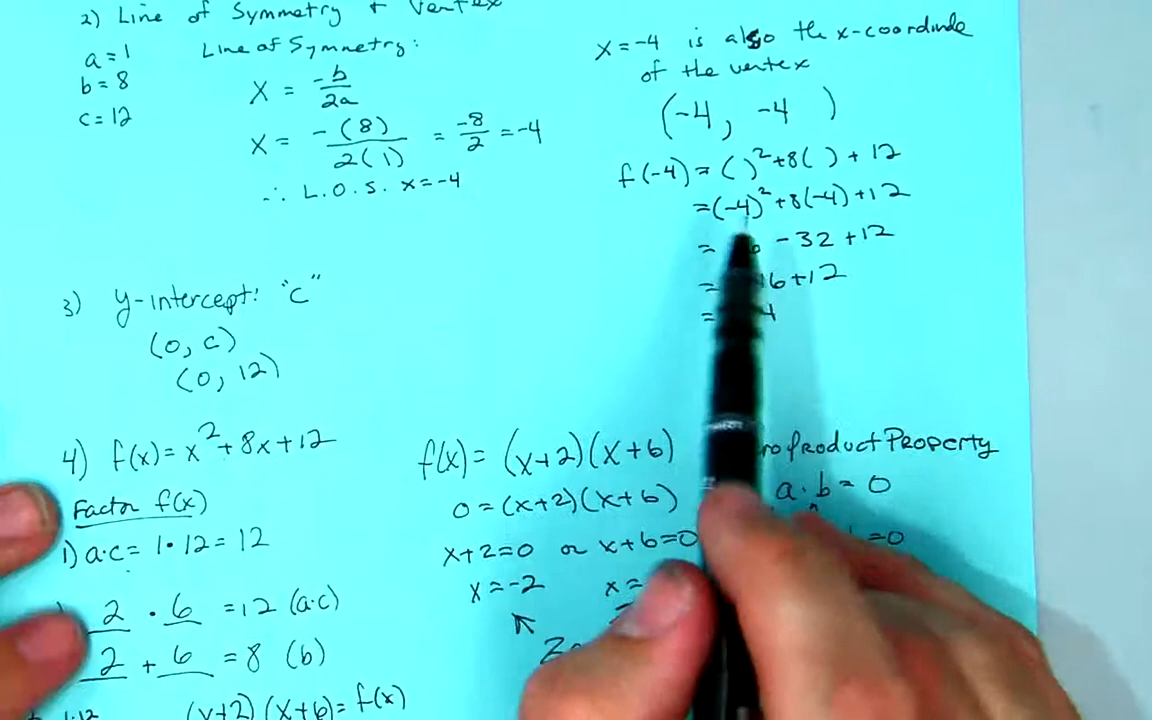 2) Line of Symmetry + Vertex
a = 1
b = 8
c = 12
Line of Symmetry:
x = -b/2a
x = -(8)/2(1) = -8/2 = -4
∴ L.O.S. x = -4
x = -4 is also the x-coordinate
of the vertex
(-4, -4)
f(-4) = ( )²+8( ) + 12
= (-4)²+8(-4)+12
= - 32 + 12
= 6+12
= 4
3) y-intercept: "c"
(0, c)
(0, 12)
4) f(x) = x²+8x+12
Factor f(x)
1) a·c = 1·12 = 12
2 · 6 = 12 (a·c)
2 + 6 = 8 (b)
(x+2)(x+6) = f(x)
f(x) = (x+2)(x+6)
0 = (x+2)(x+6)
x+2=0 or x+6=0
x = -2 x =
Product Property
a · b = 0
=0